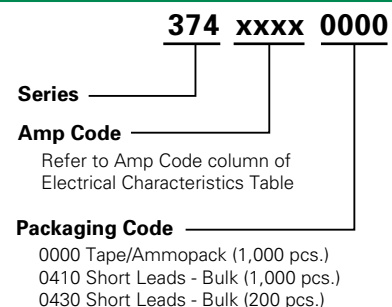 374 xxxx 0000
Series
Amp Code
Refer to Amp Code column of
Electrical Characteristics Table
Packaging Code
0000 Tape/Ammopack (1,000 pcs.)
0410 Short Leads - Bulk (1,000 pcs.)
0430 Short Leads - Bulk (200 pcs.)